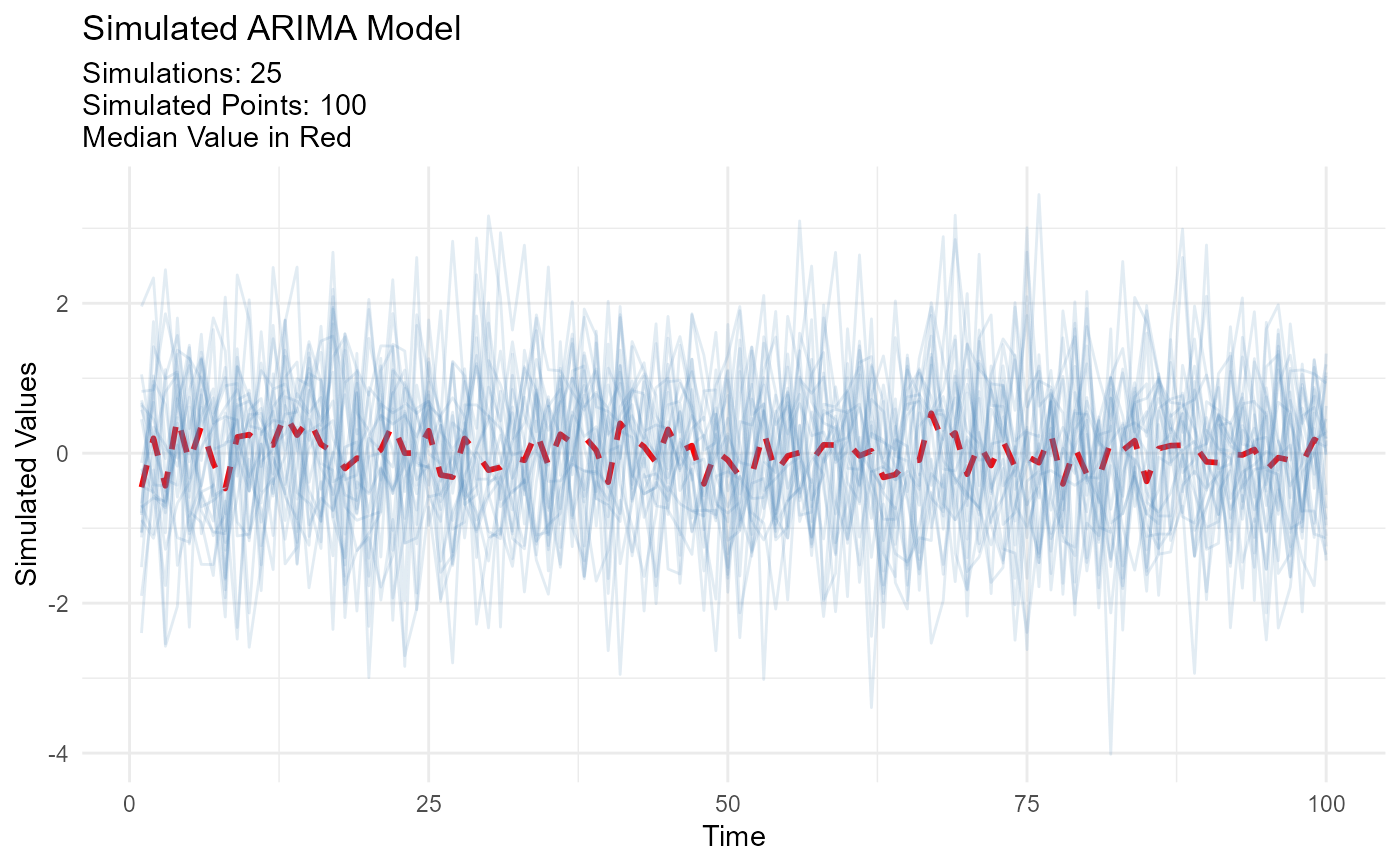 Simulated ARIMA Model
Simulations: 25
Simulated Points: 100
Median Value in Red
Simulated Values
2
0
-2
-4
0 25 50 75 100
Time